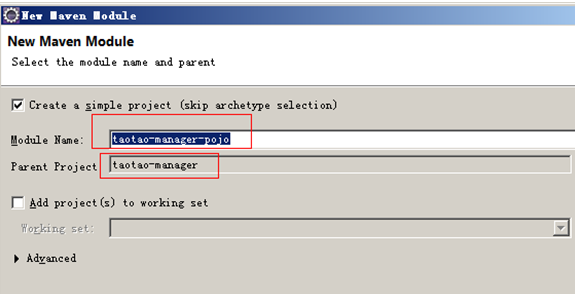 New Maven Module
New Maven Module
Select the module name and parent
Create a simple project (skip archetype selection)
Module Name: taotao-manager-pojo
Parent Project taotao-manager
Add project(s) to working set
Working set:
Advanced